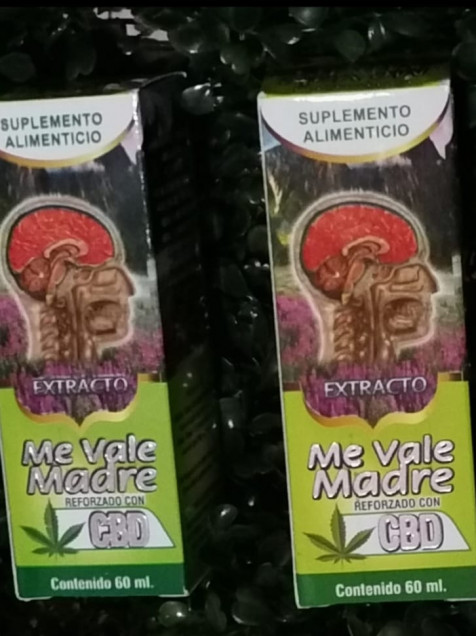 SUPLEMENTO
ALIMENTICIO
EXTRACTO
Me Vale
Madre
REFORZADO CON
CBD
Contenido 60 ml.
SUPLEMENTO
ALIMENTICIO
EXTRACTO
Me Vale
Madre
REFORZADO CON
CBD
Contenido 60 ml.